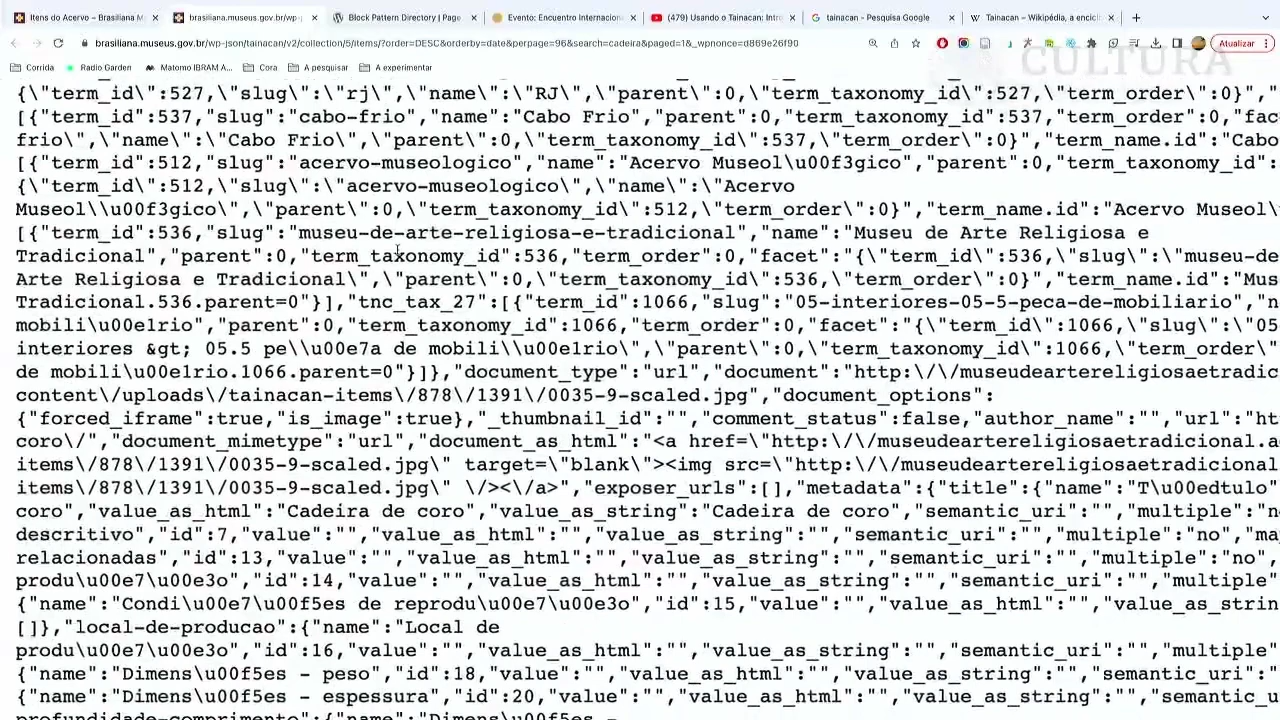 Itens do Acervo – Brasiliana M
brasiliana.museus.gov.br/wp-j
Block Pattern Directory | Page
Evento: Encontro Internacion
(479) Usando o Tainacan: Intro
tainacan - Pesquisa Google
Tainacan – Wikipédia, a encicl
brasiliana.museus.gov.br/wp-json/tainacan/v2/collection/5/items/?order=DESC&orderby=date&perpage=96&search=cadeira&paged=1&_wpnonce=d869e26f90
Atualizar
Corrida
Radio Garden
Matomo IBRAM A...
Cora
A pesquisar
A experimentar
CULTURA
{\"term_id\":527,\"slug\":\"rj\",\"name\":\"RJ\",\"parent\":0,\"term_taxonomy_id\":527,\"term_order\":0}","
[{"term_id":537,"slug":"cabo-frio","name":"Cabo Frio","parent":0,"term_taxonomy_id":537,"term_order":0,"fac
frio\",\"name\":\"Cabo Frio\",\"parent\":0,\"term_taxonomy_id\":537,\"term_order\":0}","term_name.id":"Cabo
[{"term_id":512,"slug":"acervo-museologico","name":"Acervo Museol\u00f3gico","parent":0,"term_taxonomy_id":
{\"term_id\":512,\"slug\":\"acervo-museologico\",\"name\":\"Acervo
Museol\\u00f3gico\",\"parent\":0,\"term_taxonomy_id\":512,\"term_order\":0}","term_name.id":"Acervo Museol\
[{"term_id":536,"slug":"museu-de-arte-religiosa-e-tradicional","name":"Museu de Arte Religiosa e
Tradicional","parent":0,"term_taxonomy_id":536,"term_order":0,"facet":"{\"term_id\":536,\"slug\":\"museu-de
Arte Religiosa e Tradicional\",\"parent\":0,\"term_taxonomy_id\":536,\"term_order\":0}","term_name.id":"Mus
Tradicional.536.parent=0"}],"tnc_tax_27":[{"term_id":1066,"slug":"05-interiores-05-5-peca-de-mobiliario","n
mobili\u00e1rio","parent":0,"term_taxonomy_id":1066,"term_order":0,"facet":"{\"term_id\":1066,\"slug\":\"05
interiores &gt; 05.5 pe\\u00e7a de mobili\\u00e1rio\",\"parent\":0,\"term_taxonomy_id\":1066,\"term_order\"
de mobili\u00e1rio.1066.parent=0"}]},"document_type":"url","document":"http:\/\/museudeartereligiosaetradic
content\/uploads\/tainacan-items\/878\/1391\/0035-9-scaled.jpg","document_options":
{"forced_iframe":true,"is_image":true},"_thumbnail_id":"","comment_status":false,"author_name":"","url":"ht
coro\/","document_mimetype":"url","document_as_html":"<a href=\"http:\/\/museudeartereligiosaetradicional.a
items\/878\/1391\/0035-9-scaled.jpg\" target=\"blank\"><img src=\"http:\/\/museudeartereligiosaetradicional
items\/878\/1391\/0035-9-scaled.jpg\" \/><\/a>","exposer_urls":[],"metadata":{"title":{"name":"T\u00edtulo"
coro","value_as_html":"Cadeira de coro","value_as_string":"Cadeira de coro","semantic_uri":"","multiple":"n
descritivo","id":7,"value":"","value_as_html":"","value_as_string":"","semantic_uri":"","multiple":"no","ma
relacionadas","id":13,"value":"","value_as_html":"","value_as_string":"","semantic_uri":"","multiple":"no",
produ\u00e7\u00e3o","id":14,"value":"","value_as_html":"","value_as_string":"","semantic_uri":"","multiple"
{"name":"Condi\u00e7\u00f5es de reprodu\u00e7\u00e3o","id":15,"value":"","value_as_html":"","value_as_strin
[]},"local-de-producao":{"name":"Local de
produ\u00e7\u00e3o","id":16,"value":"","value_as_html":"","value_as_string":"","semantic_uri":"","multiple"
{"name":"Dimens\u00f5es - peso","id":18,"value":"","value_as_html":"","value_as_string":"","semantic_uri":"
{"name":"Dimens\u00f5es - espessura","id":20,"value":"","value_as_html":"","value_as_string":"","semantic_u
profundidade-comprimento":{"name":"Dimens\u00f5es -